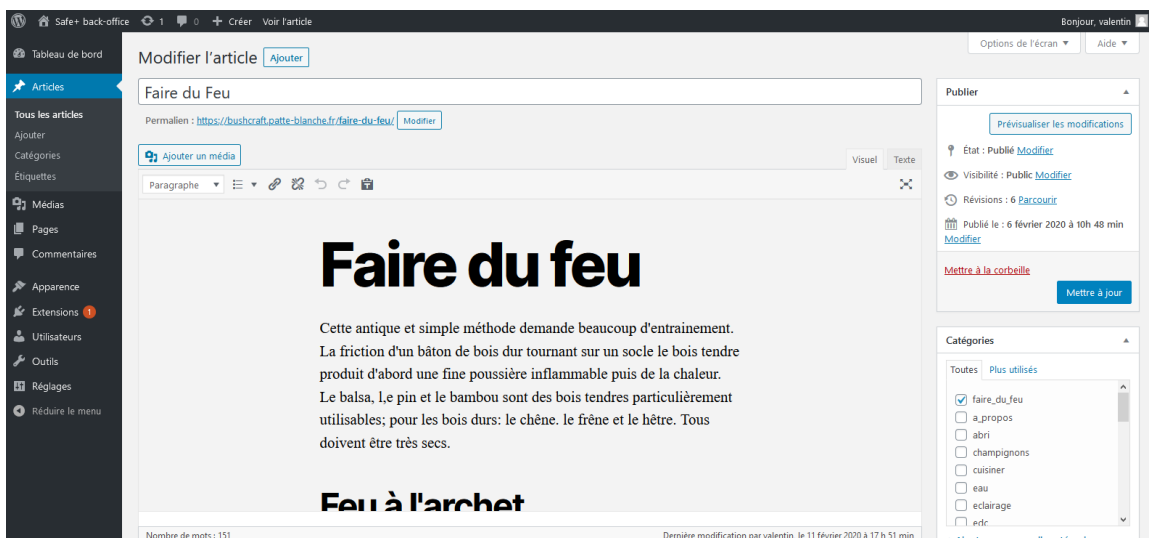 Safe+ back-office 1 0 + Créer Voir l'article Bonjour, valentin
Options de l'écran ▼ Aide ▼
Tableau de bord
Articles
Tous les articles
Ajouter
Catégories
Étiquettes
Médias
Pages
Commentaires
Apparence
Extensions 1
Utilisateurs
Outils
Réglages
Réduire le menu
Modifier l'article Ajouter
Faire du Feu
Permalien : https://bushcraft.patte-blanche.fr/faire-du-feu/ Modifier
Ajouter un média
Visuel Texte
Paragraphe
Faire du feu
Cette antique et simple méthode demande beaucoup d'entrainement.
La friction d'un bâton de bois dur tournant sur un socle le bois tendre
produit d'abord une fine poussière inflammable puis de la chaleur.
Le balsa, l,e pin et le bambou sont des bois tendres particulièrement
utilisables; pour les bois durs: le chêne. le frêne et le hêtre. Tous
doivent être très secs.
Feu à l'archet
Nombre de mots : 151 Dernière modification par valentin, le 11 février 2020 à 17 h 51 min
Publier
Prévisualiser les modifications
État : Publié Modifier
Visibilité : Public Modifier
Révisions : 6 Parcourir
Publié le : 6 février 2020 à 10h 48 min
Modifier
Mettre à la corbeille
Mettre à jour
Catégories
Toutes Plus utilisés
faire_du_feu
a_propos
abri
champignons
cuisiner
eau
eclairage
edc